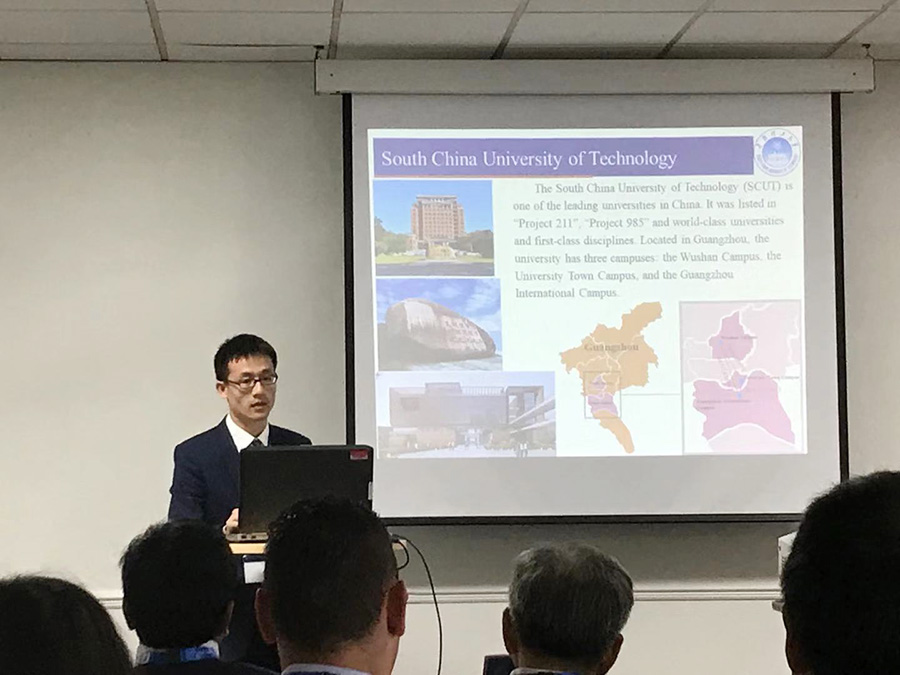 South China University of Technology
The South China University of Technology (SCUT) is
one of the leading universities in China. It was listed in
“Project 211”, “Project 985” and world-class universities
and first-class disciplines. Located in Guangzhou, the
university has three campuses: the Wushan Campus, the
University Town Campus, and the Guangzhou
International Campus.
Guangzhou